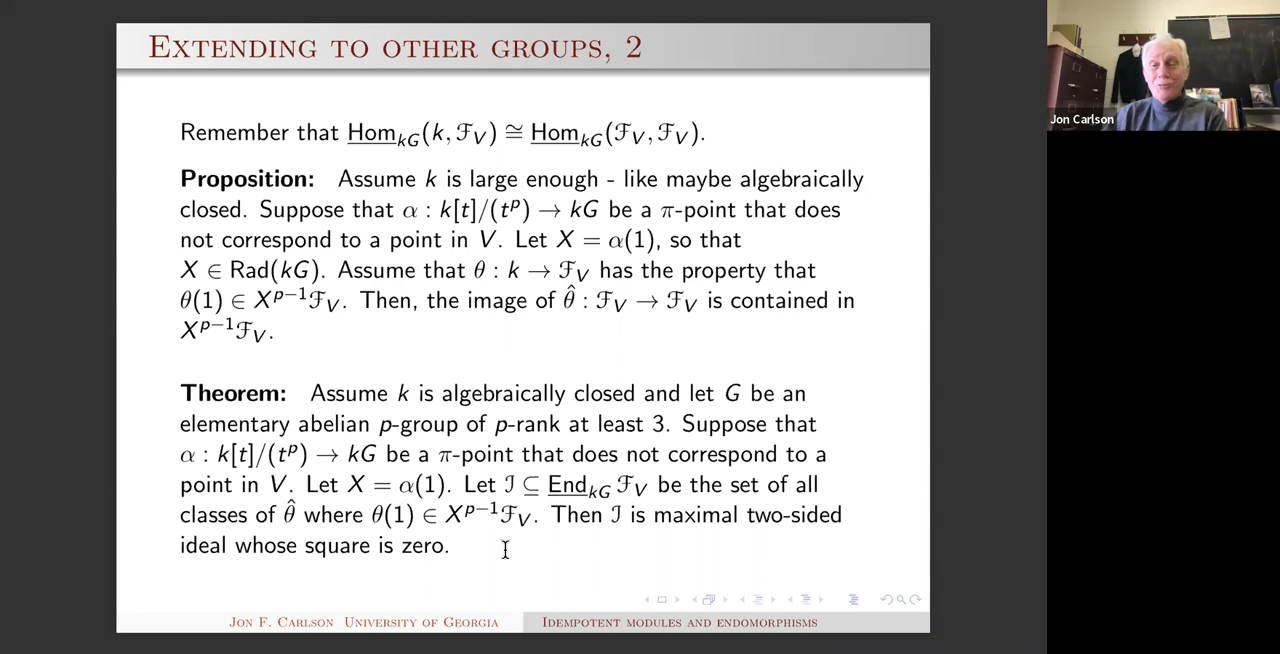 EXTENDING TO OTHER GROUPS, 2
Remember that Hom_{kG}(k, ℱ_V) ≅ Hom_{kG}(ℱ_V, ℱ_V).
Proposition: Assume k is large enough - like maybe algebraically
closed. Suppose that α : k[t]/(t^p) → kG be a π-point that does
not correspond to a point in V. Let X = α(1), so that
X ∈ Rad(kG). Assume that θ : k → ℱ_V has the property that
θ(1) ∈ X^{p−1}ℱ_V. Then, the image of θ̂ : ℱ_V → ℱ_V is contained in
X^{p−1}ℱ_V.
Theorem: Assume k is algebraically closed and let G be an
elementary abelian p-group of p-rank at least 3. Suppose that
α : k[t]/(t^p) → kG be a π-point that does not correspond to a
point in V. Let X = α(1). Let ℐ ⊆ End_{kG} ℱ_V be the set of all
classes of θ̂ where θ(1) ∈ X^{p−1}ℱ_V. Then ℐ is maximal two-sided
ideal whose square is zero.
JON F. CARLSON UNIVERSITY OF GEORGIA
IDEMPOTENT MODULES AND ENDOMORPHISMS
Jon Carlson